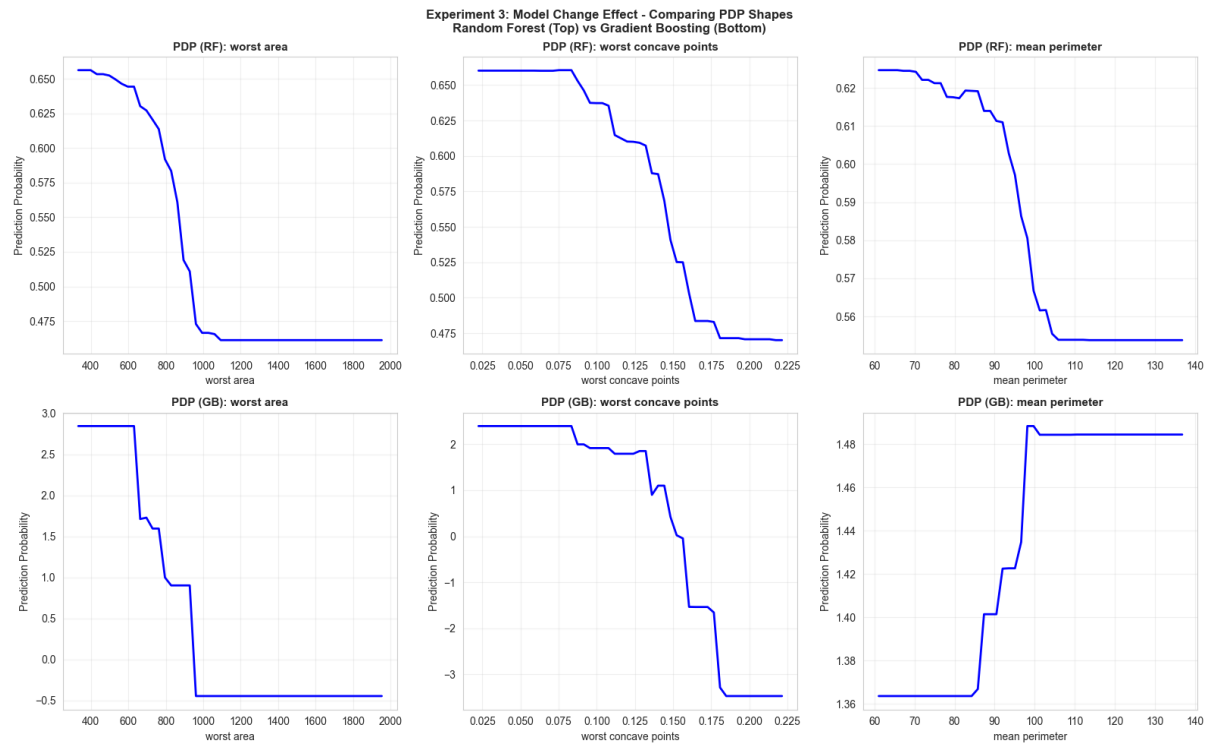 Experiment 3: Model Change Effect - Comparing PDP Shapes
Random Forest (Top) vs Gradient Boosting (Bottom)
PDP (RF): worst area
0.650
0.625
0.600
0.575
0.550
0.525
0.500
0.475
Prediction Probability
400 600 800 1000 1200 1400 1600 1800 2000
worst area
PDP (RF): worst concave points
0.650
0.625
0.600
0.575
0.550
0.525
0.500
0.475
Prediction Probability
0.025 0.050 0.075 0.100 0.125 0.150 0.175 0.200 0.225
worst concave points
PDP (RF): mean perimeter
0.62
0.61
0.60
0.59
0.58
0.57
0.56
Prediction Probability
60 70 80 90 100 110 120 130 140
mean perimeter
PDP (GB): worst area
3.0
2.5
2.0
1.5
1.0
0.5
0.0
−0.5
Prediction Probability
400 600 800 1000 1200 1400 1600 1800 2000
worst area
PDP (GB): worst concave points
2
1
0
−1
−2
−3
Prediction Probability
0.025 0.050 0.075 0.100 0.125 0.150 0.175 0.200 0.225
worst concave points
PDP (GB): mean perimeter
1.48
1.46
1.44
1.42
1.40
1.38
1.36
Prediction Probability
60 70 80 90 100 110 120 130 140
mean perimeter